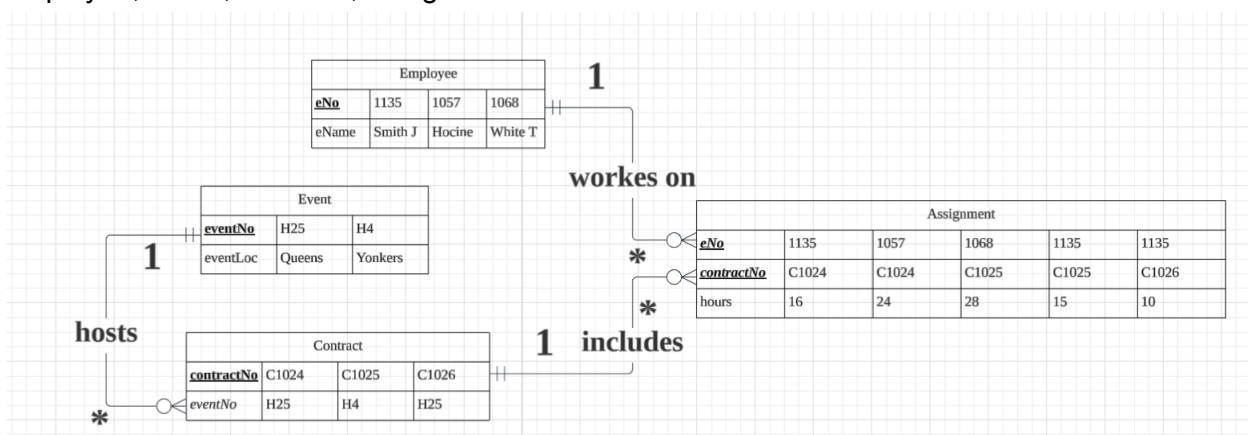 Employee
1
eNo 1135 1057 1068
eName Smith J Hocine White T
workes on
Event
eventNo H25 H4
eventLoc Queens Yonkers
1
Assignment
eNo 1135 1057 1068 1135 1135
contractNo C1024 C1024 C1025 C1025 C1026
hours 16 24 28 15 10
*
*
hosts
Contract
contractNo C1024 C1025 C1026
eventNo H25 H4 H25
1 includes
*